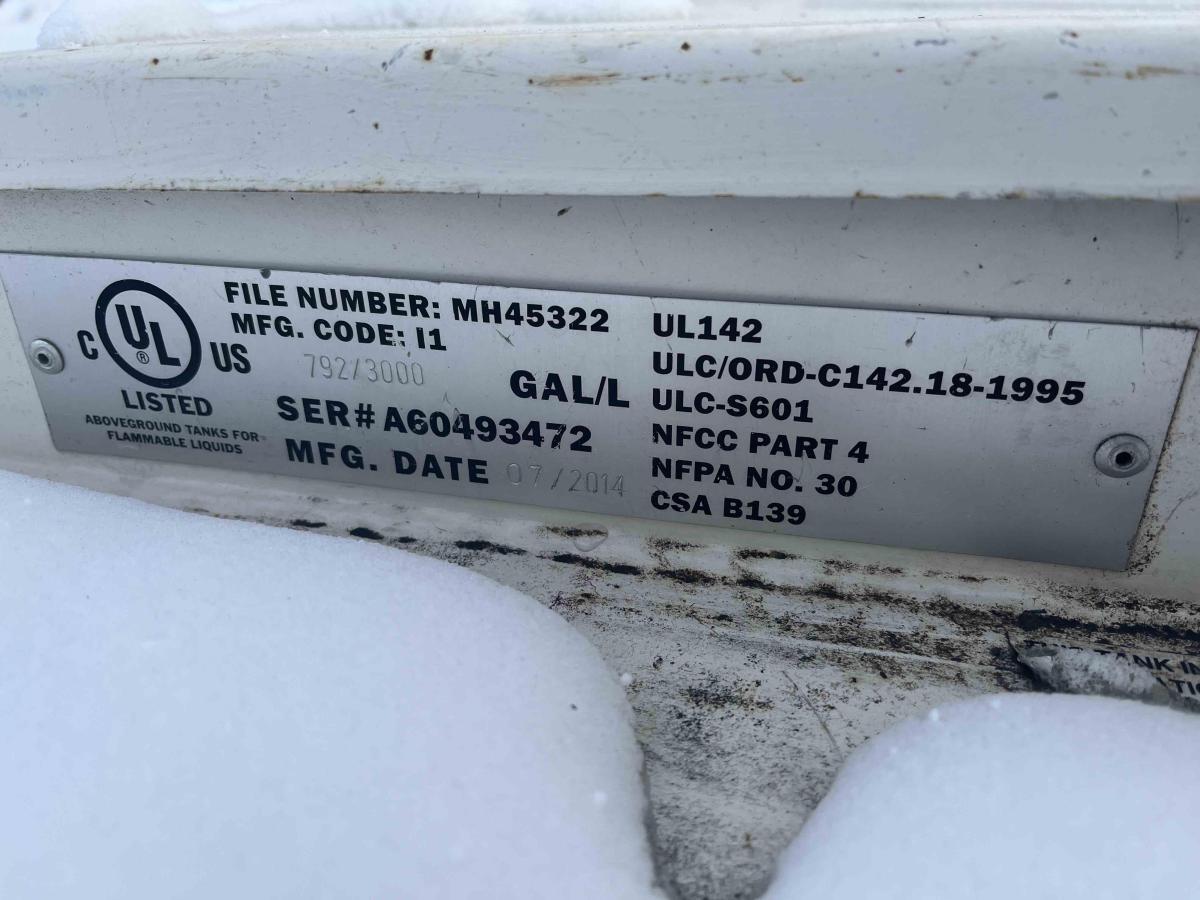 C UL ® US
LISTED
ABOVEGROUND TANKS FOR
FLAMMABLE LIQUIDS
FILE NUMBER: MH45322
MFG. CODE: I1
792/3000
GAL/L
SER# A60493472
MFG. DATE 07/2014
UL142
ULC/ORD-C142.18-1995
ULC-S601
NFCC PART 4
NFPA NO. 30
CSA B139
TANK